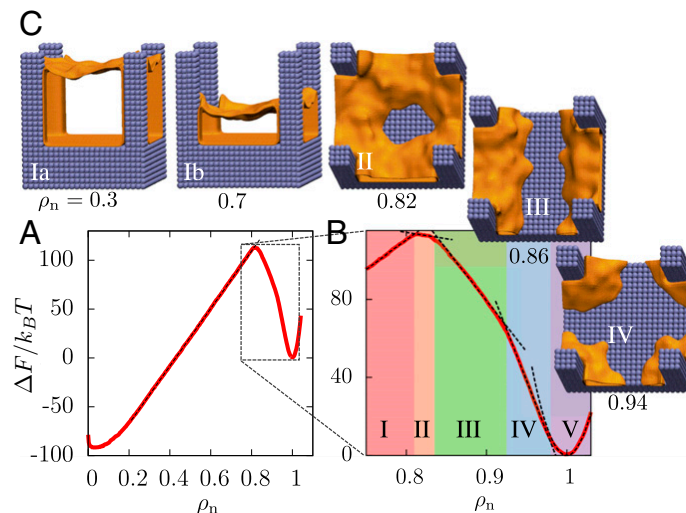 C
Ia
Ib
II
III
IV
ρn = 0.3
0.7
0.82
0.86
0.94
A
ΔF/kBT
100
50
0
-50
-100
0 0.2 0.4 0.6 0.8 1
ρn
B
80
40
0
I II III IV V
0.8 0.9 1
ρn